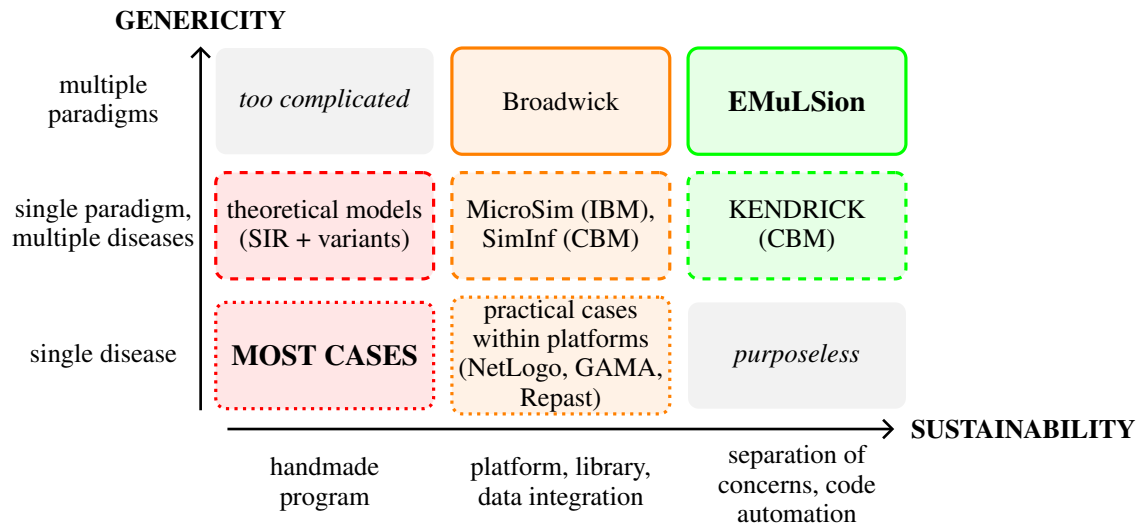 GENERICITY
multiple
paradigms
too complicated
Broadwick
EMuLSion
single paradigm,
multiple diseases
theoretical models
(SIR + variants)
MicroSim (IBM),
SimInf (CBM)
KENDRICK
(CBM)
single disease
MOST CASES
practical cases
within platforms
(NetLogo, GAMA,
Repast)
purposeless
SUSTAINABILITY
handmade
program
platform, library,
data integration
separation of
concerns, code
automation